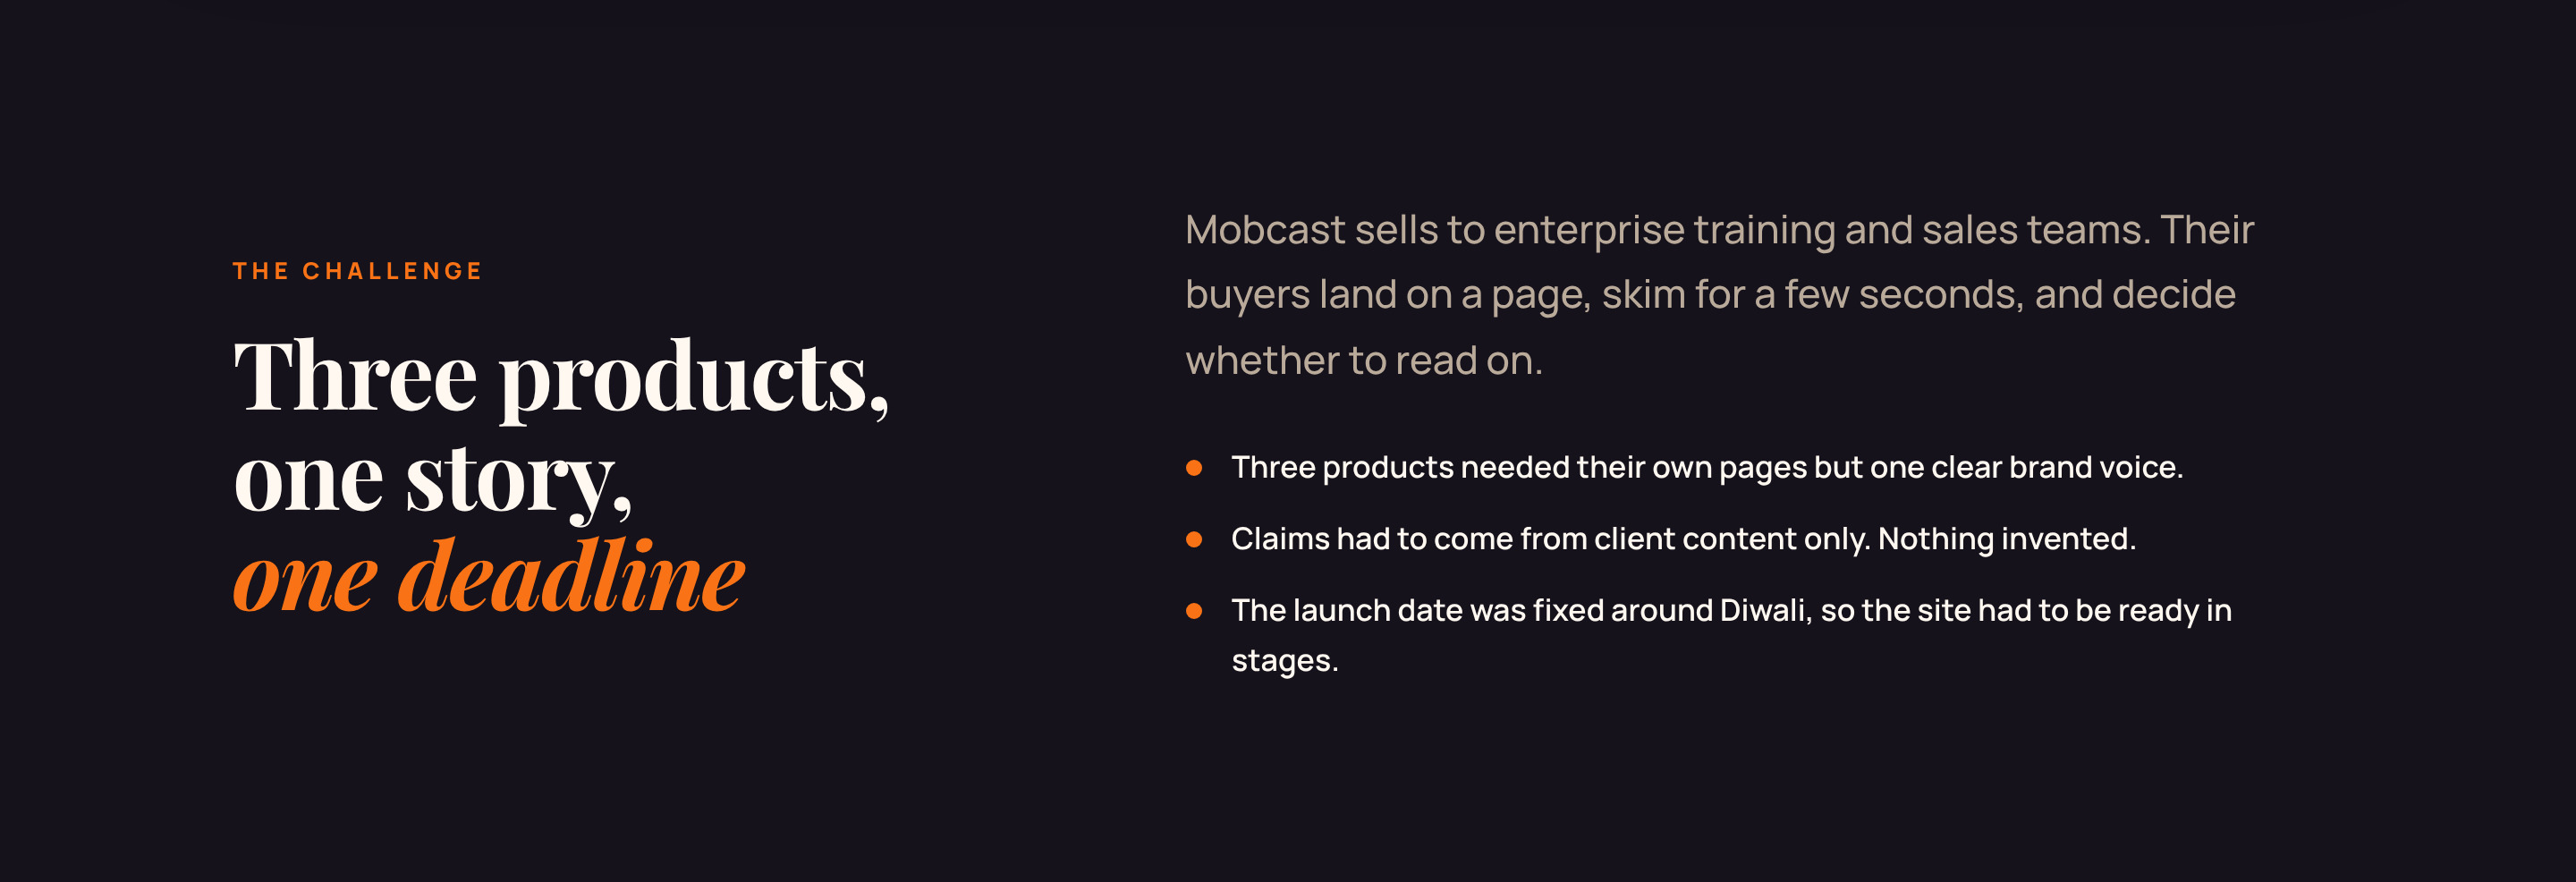 THE CHALLENGE
Three products,
one story,
one deadline
Mobcast sells to enterprise training and sales teams. Their
buyers land on a page, skim for a few seconds, and decide
whether to read on.
Three products needed their own pages but one clear brand voice.
Claims had to come from client content only. Nothing invented.
The launch date was fixed around Diwali, so the site had to be ready in
stages.